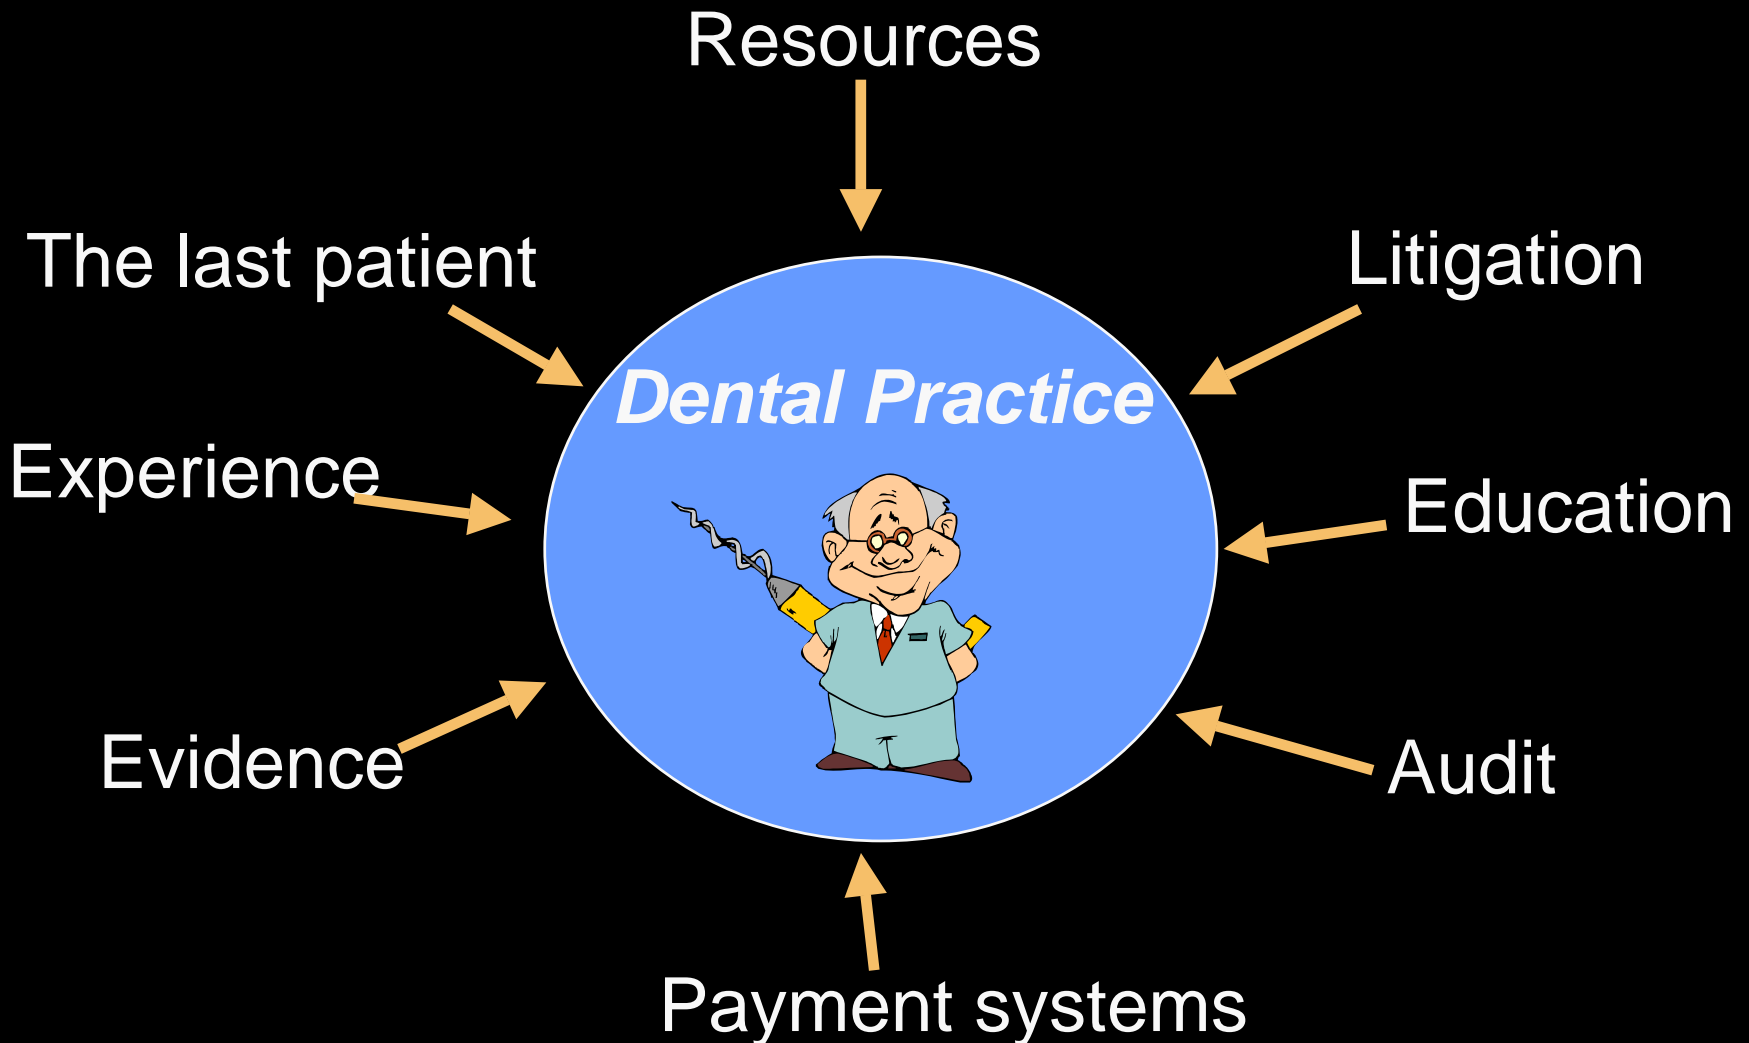 Resources
The last patient
Litigation
Dental Practice
Experience
Education
Evidence
Audit
Payment systems